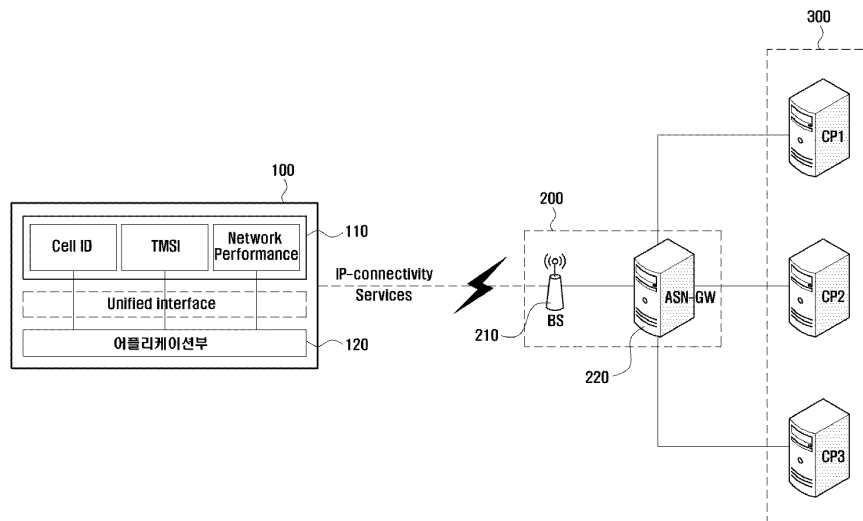 300
CP1
100
200
Cell ID
TMSI
Network
Performance
110
IP-connectivity
Services
Unified interface
어플리케이션부
120
210
BS
ASN-GW
220
CP2
CP3